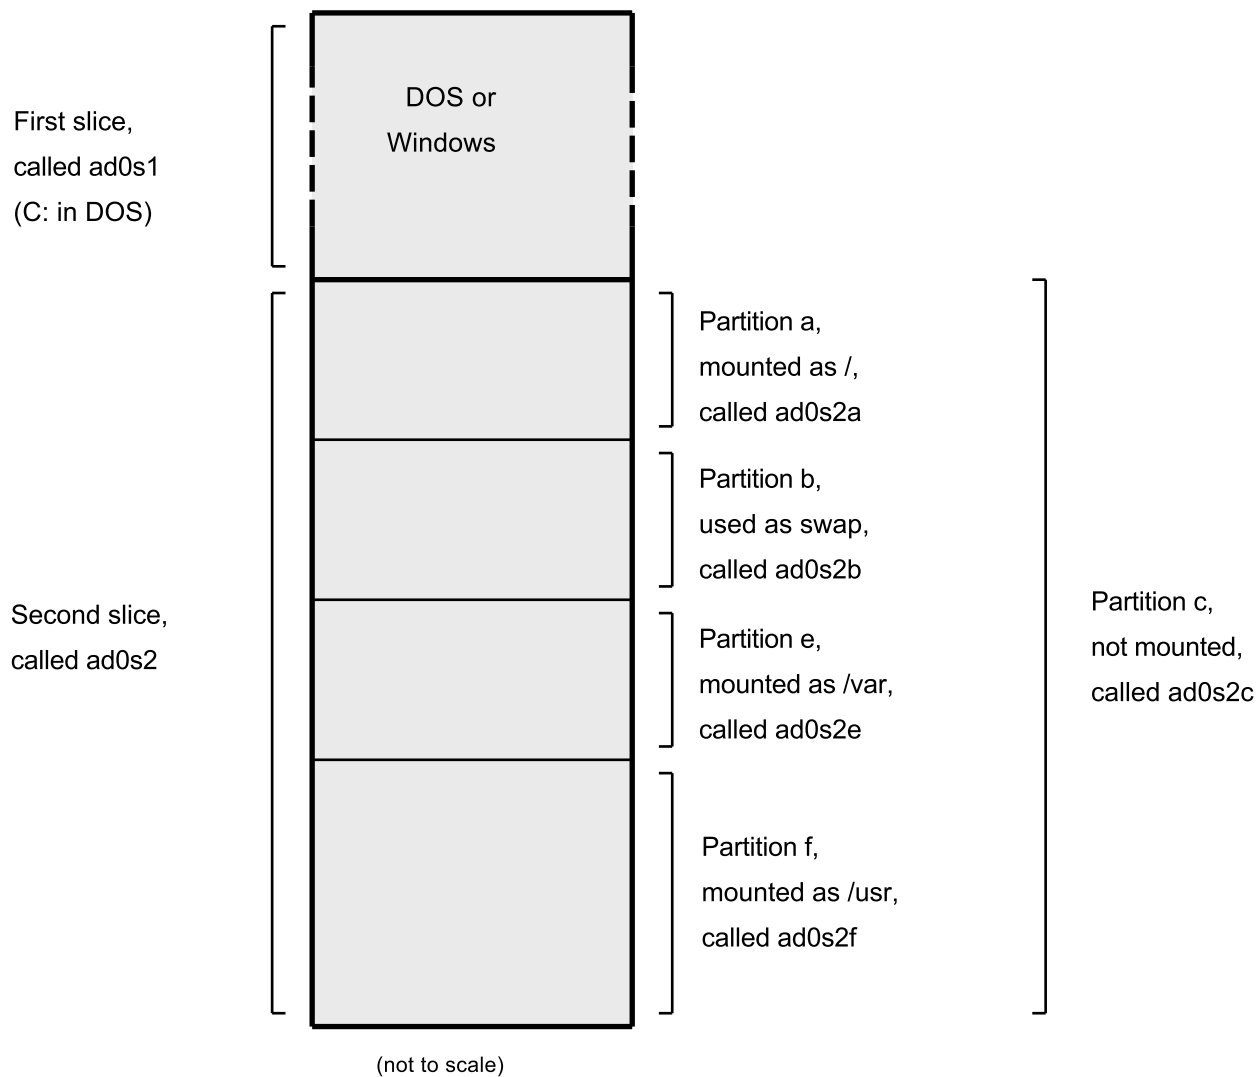 DOS or
Windows
First slice,
called ad0s1
(C: in DOS)
Partition a,
mounted as /,
called ad0s2a
Partition b,
used as swap,
called ad0s2b
Second slice,
called ad0s2
Partition e,
mounted as /var,
called ad0s2e
Partition c,
not mounted,
called ad0s2c
Partition f,
mounted as /usr,
called ad0s2f
(not to scale)